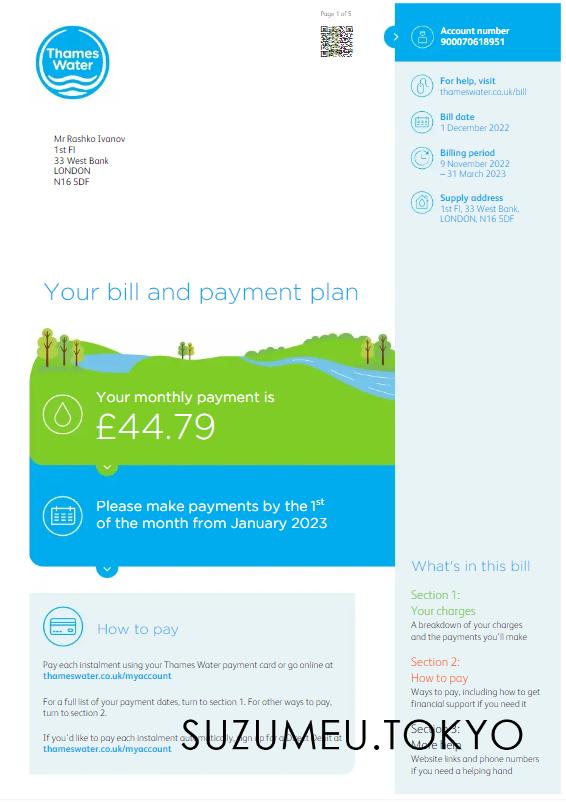 Page 1 of 5
Thames
Water
Mr Rashko Ivanov
1st Fl
33 West Bank
LONDON
N16 5DF
Account number
900070618951
For help, visit
thameswater.co.uk/bill
Bill date
1 December 2022
Billing period
9 November 2022
– 31 March 2023
Supply address
1st Fl, 33 West Bank,
LONDON, N16 5DF
Your bill and payment plan
Your monthly payment is
£44.79
Please make payments by the 1st
of the month from January 2023
How to pay
Pay each instalment using your Thames Water payment card or go online at
thameswater.co.uk/myaccount
For a full list of your payment dates, turn to section 1. For other ways to pay,
turn to section 2.
If you'd like to pay each instalment automatically, sign up for a Direct Debit at
thameswater.co.uk/myaccount
What's in this bill
Section 1:
Your charges
A breakdown of your charges
and the payments you'll make
Section 2:
How to pay
Ways to pay, including how to get
financial support if you need it
Section 3:
More help
Website links and phone numbers
if you need a helping hand
SUZUMEU.TOKYO